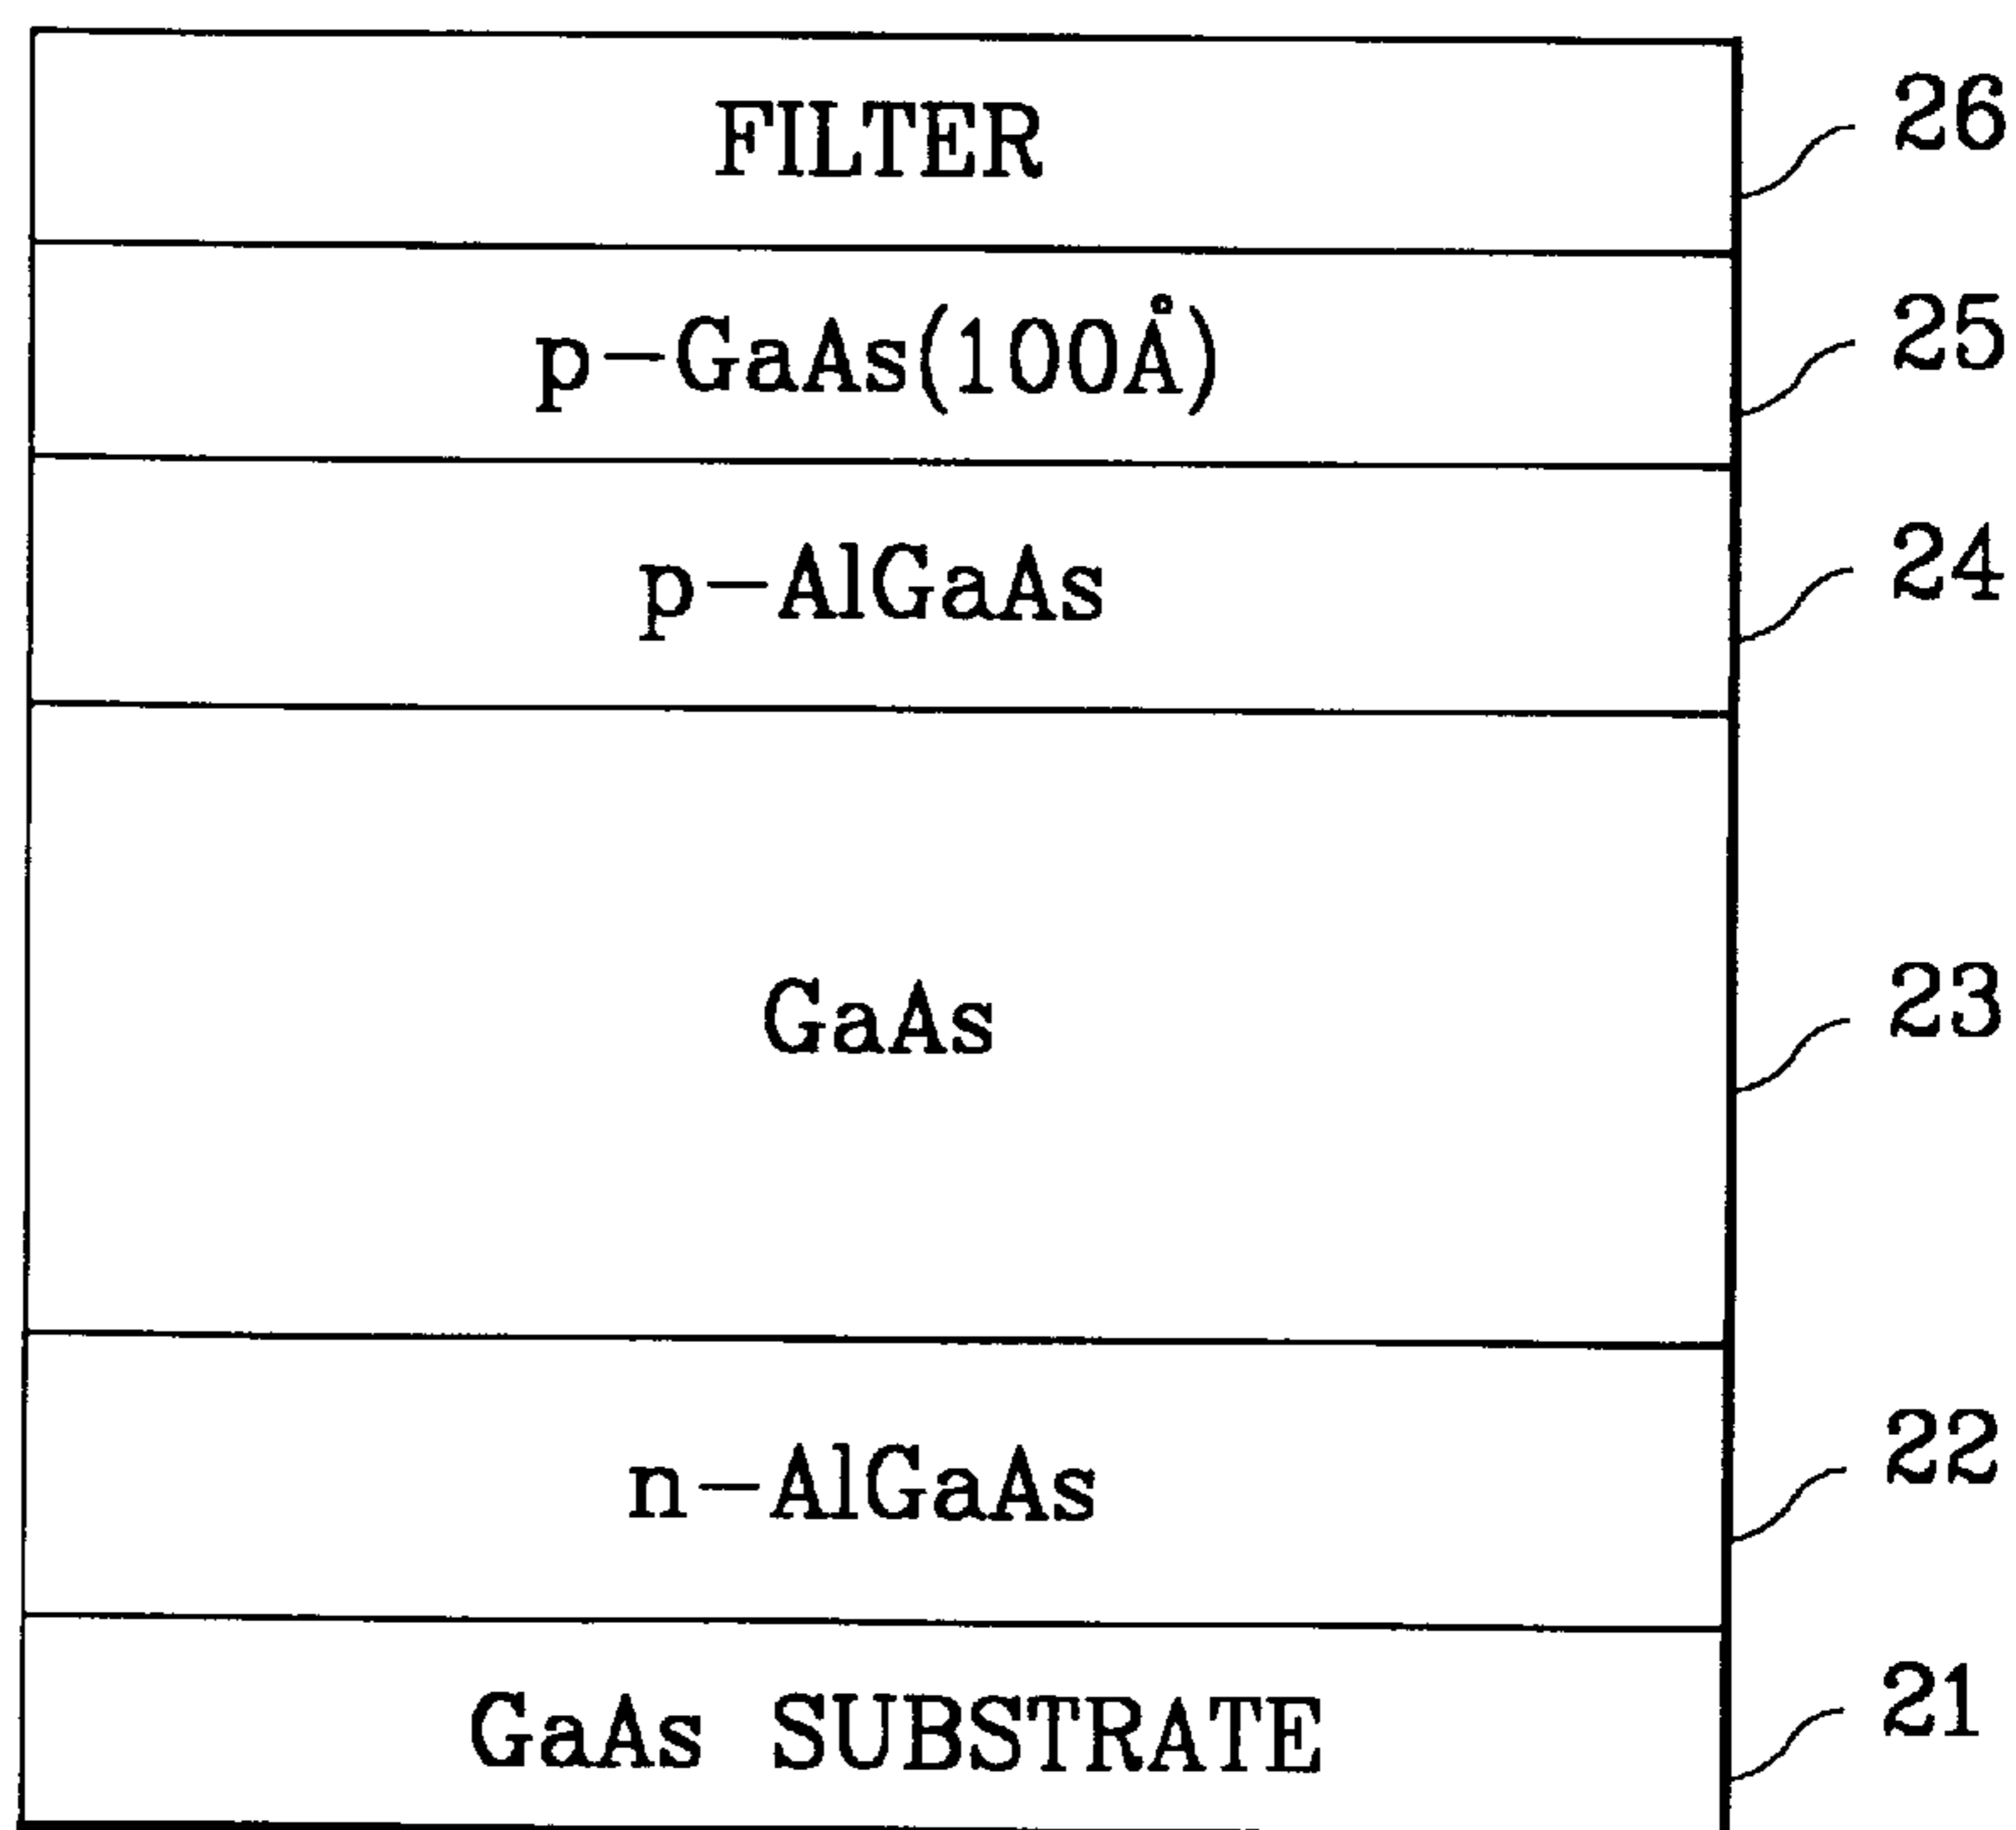 FILTER 26
p-GaAs(100Å) 25
p-AlGaAs 24
GaAs 23
n-AlGaAs 22
GaAs SUBSTRATE 21